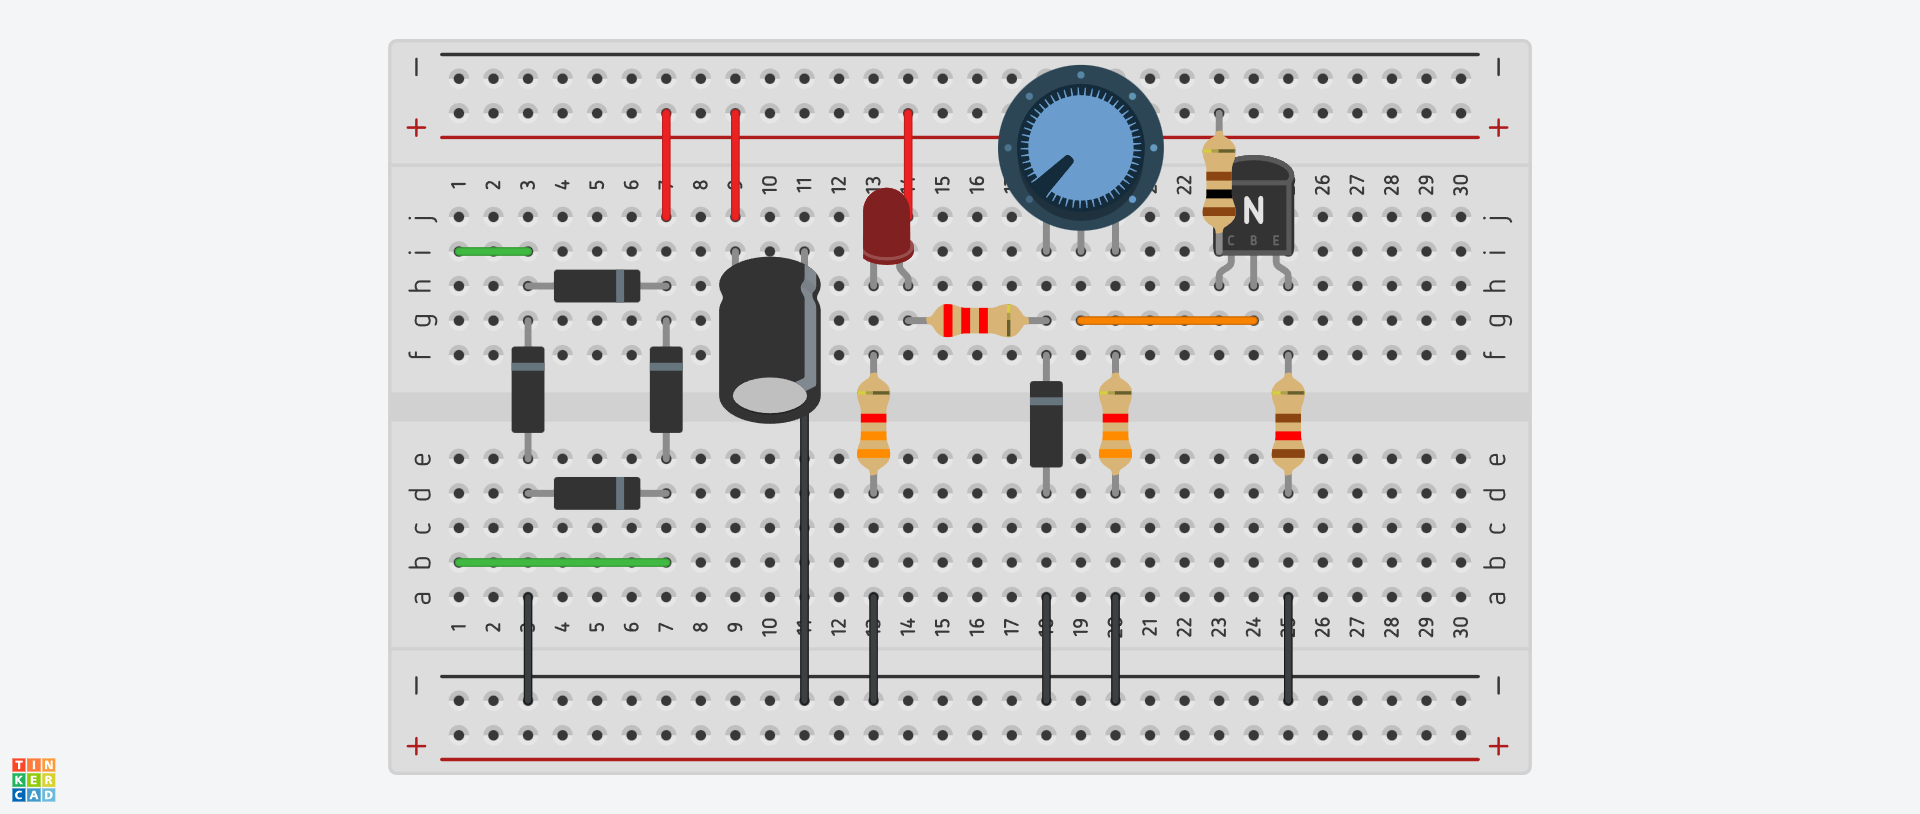 – –
+ +
1 2 3 4 5 6 7 8 9 10 11 12 13 14 15 16 1 22 26 27 28 29 30
j N j
i C B E i
h h
g g
f f
e e
d d
c c
b b
a a
1 2 3 4 5 6 7 8 9 10 11 12 13 14 15 16 17 18 19 20 21 22 23 24 25 26 27 28 29 30
– –
+ +
TIN
KER
CAD